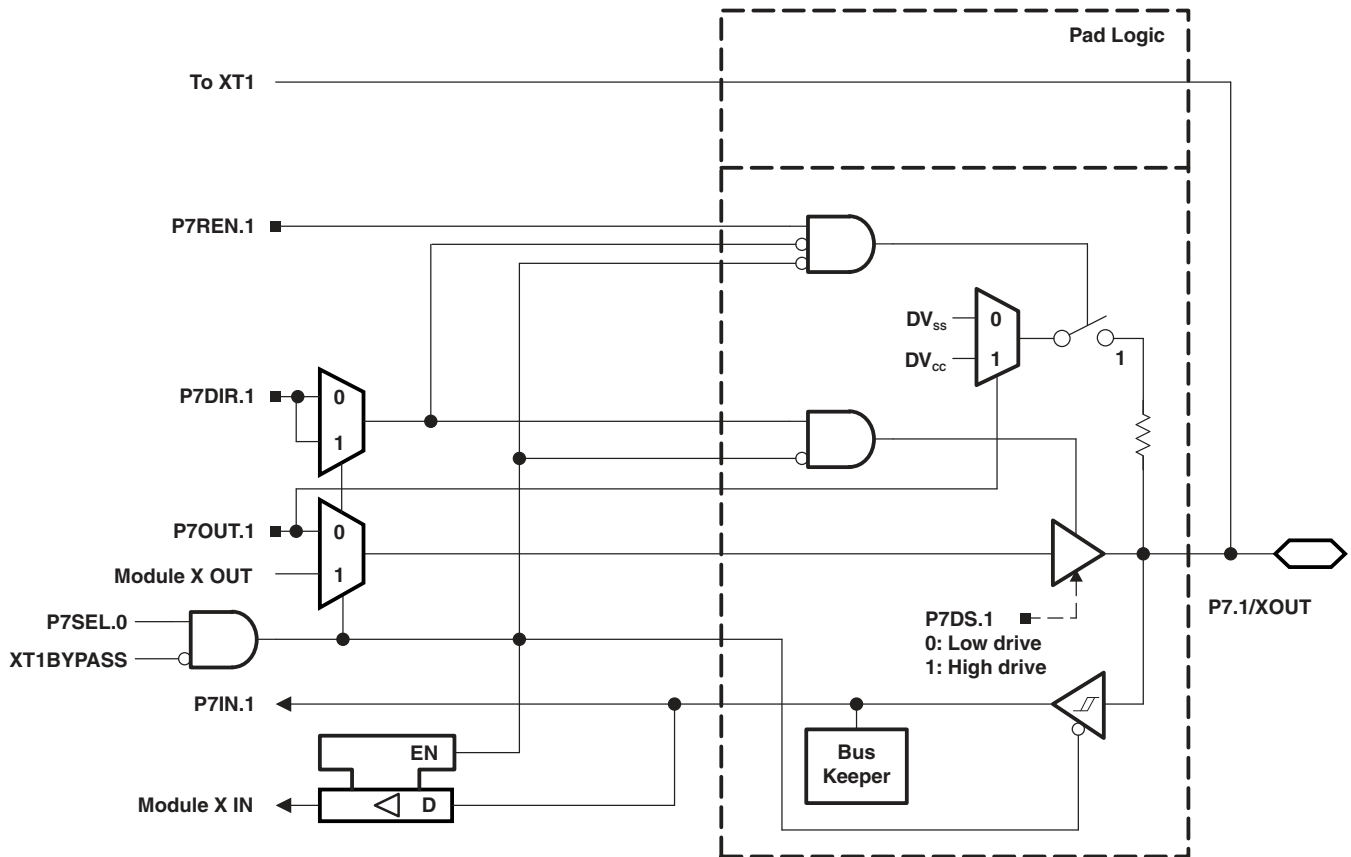 Pad Logic
To XT1
P7REN.1
DVss
0
DVcc
1
1
P7DIR.1
0
1
P7OUT.1
0
Module X OUT
1
P7SEL.0
XT1BYPASS
P7DS.1
0: Low drive
1: High drive
P7.1/XOUT
P7IN.1
EN
Bus
Keeper
Module X IN
D